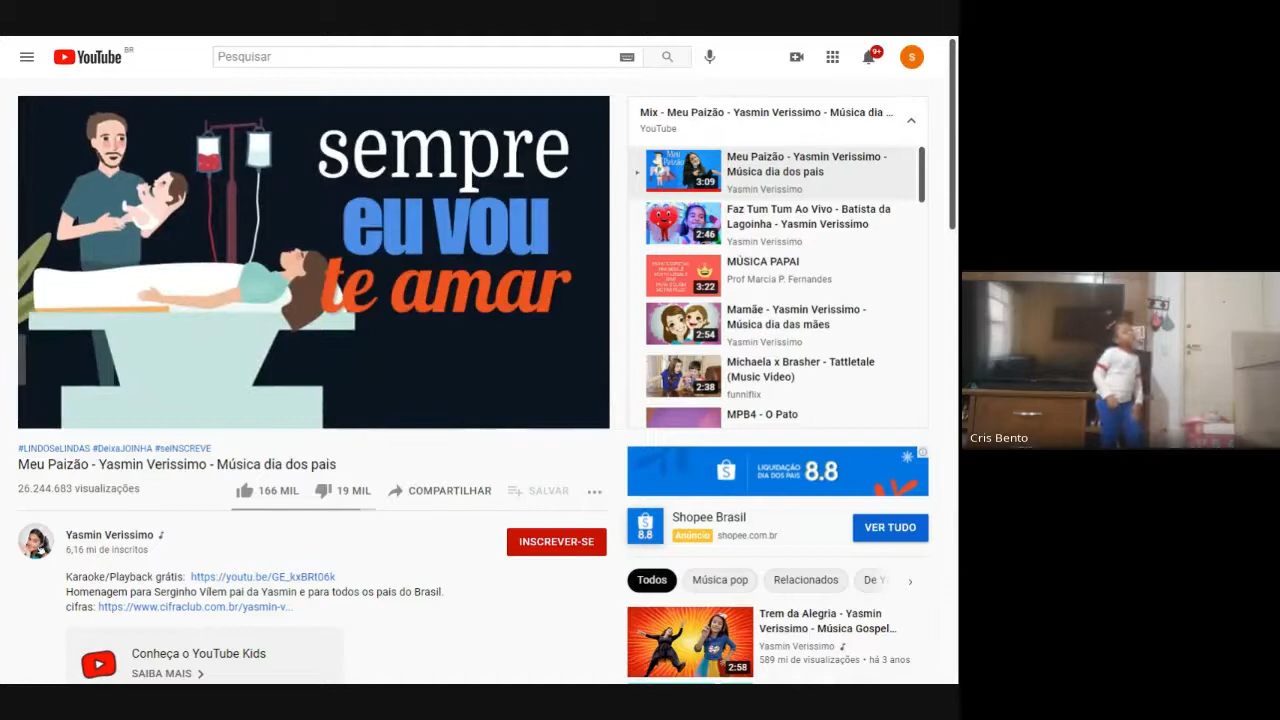 YouTube BR
Pesquisar
9+
S
sempre
eu vou
te amar
Mix - Meu Paizão - Yasmin Verissimo - Música dia ...
YouTube
Meu Paizão
3:09
Meu Paizão - Yasmin Verissimo -
Música dia dos pais
Yasmin Verissimo
2:46
Faz Tum Tum Ao Vivo - Batista da
Lagoinha - Yasmin Verissimo
Yasmin Verissimo
3:22
MÚSICA PAPAI
Prof Marcia P. Fernandes
2:54
Mamãe - Yasmin Verissimo -
Música dia das mães
Yasmin Verissimo
2:38
Michaela x Brasher - Tattletale
(Music Video)
funniflix
MPB4 - O Pato
#LINDOSeLINDAS #DeixaJOINHA #seINSCREVE
Meu Paizão - Yasmin Verissimo - Música dia dos pais
26.244.683 visualizações
166 MIL
19 MIL
COMPARTILHAR
SALVAR
Yasmin Verissimo
6,16 mi de inscritos
INSCREVER-SE
Karaoke/Playback grátis: https://youtu.be/GE_kxBRt06k
Homenagem para Serginho Vilem pai da Yasmin e para todos os pais do Brasil.
cifras: https://www.cifraclub.com.br/yasmin-v...
Conheça o YouTube Kids
SAIBA MAIS
LIQUIDAÇÃO
DIA DOS PAIS
8.8
8.8
Shopee Brasil
Anúncio shopee.com.br
VER TUDO
Todos
Música pop
Relacionados
De Y
2:58
Trem da Alegria - Yasmin
Verissimo - Música Gospel...
Yasmin Verissimo
589 mi de visualizações • há 3 anos
Cris Bento